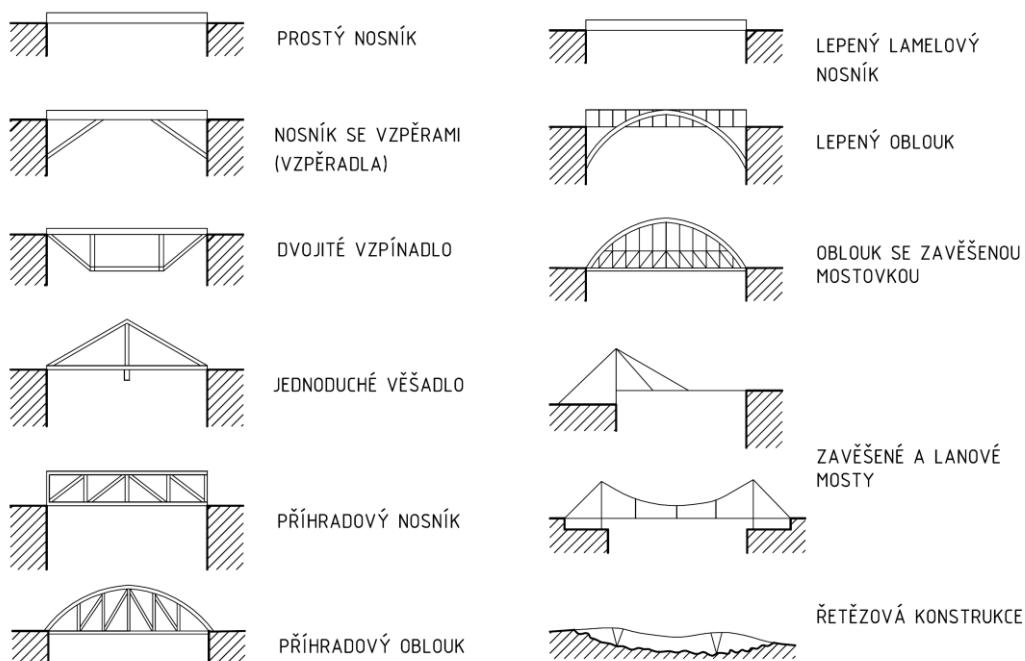 PROSTÝ NOSNÍK
NOSNÍK SE VZPĚRAMI
(VZPĚRADLA)
DVOJITÉ VZPÍNADLO
JEDNODUCHÉ VĚŠADLO
PŘÍHRADOVÝ NOSNÍK
PŘÍHRADOVÝ OBLOUK
LEPENÝ LAMELOVÝ
NOSNÍK
LEPENÝ OBLOUK
OBLOUK SE ZAVĚŠENOU
MOSTOVKOU
ZAVĚŠENÉ A LANOVÉ
MOSTY
ŘETĚZOVÁ KONSTRUKCE